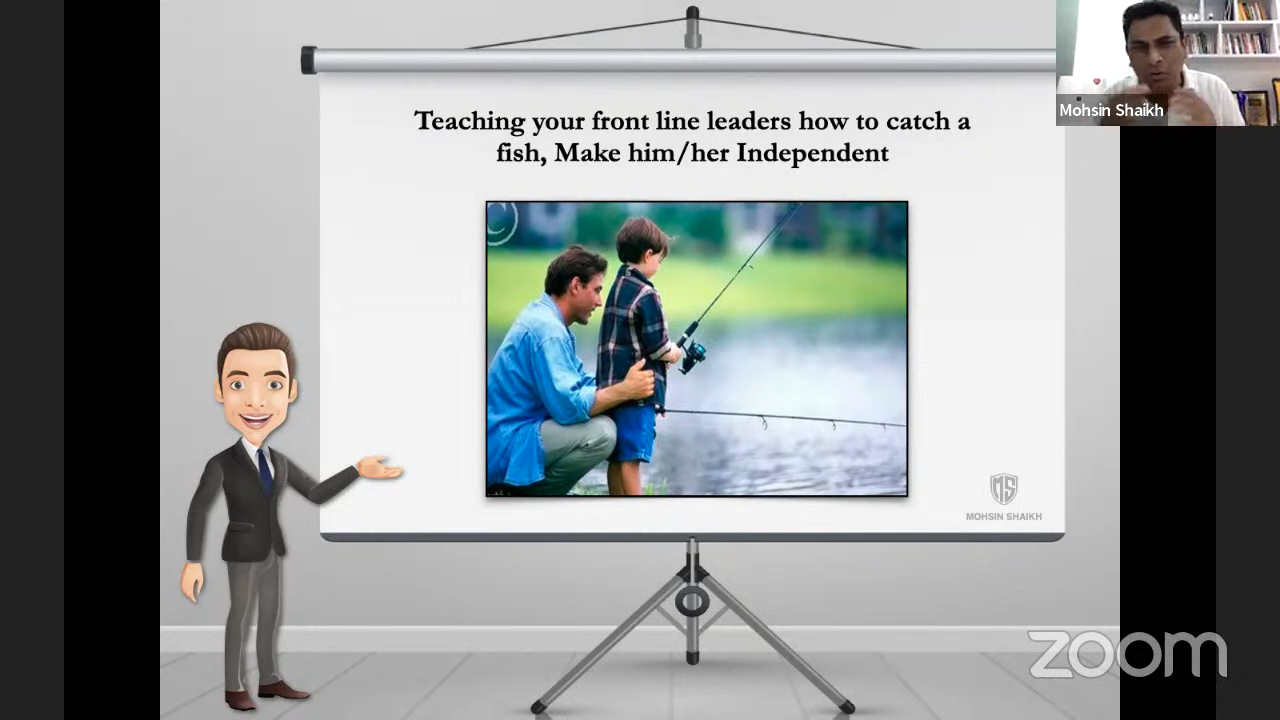 Teaching your front line leaders how to catch a
fish, Make him/her Independent
Mohsin Shaikh
©
MS
MOHSIN SHAIKH
zoom